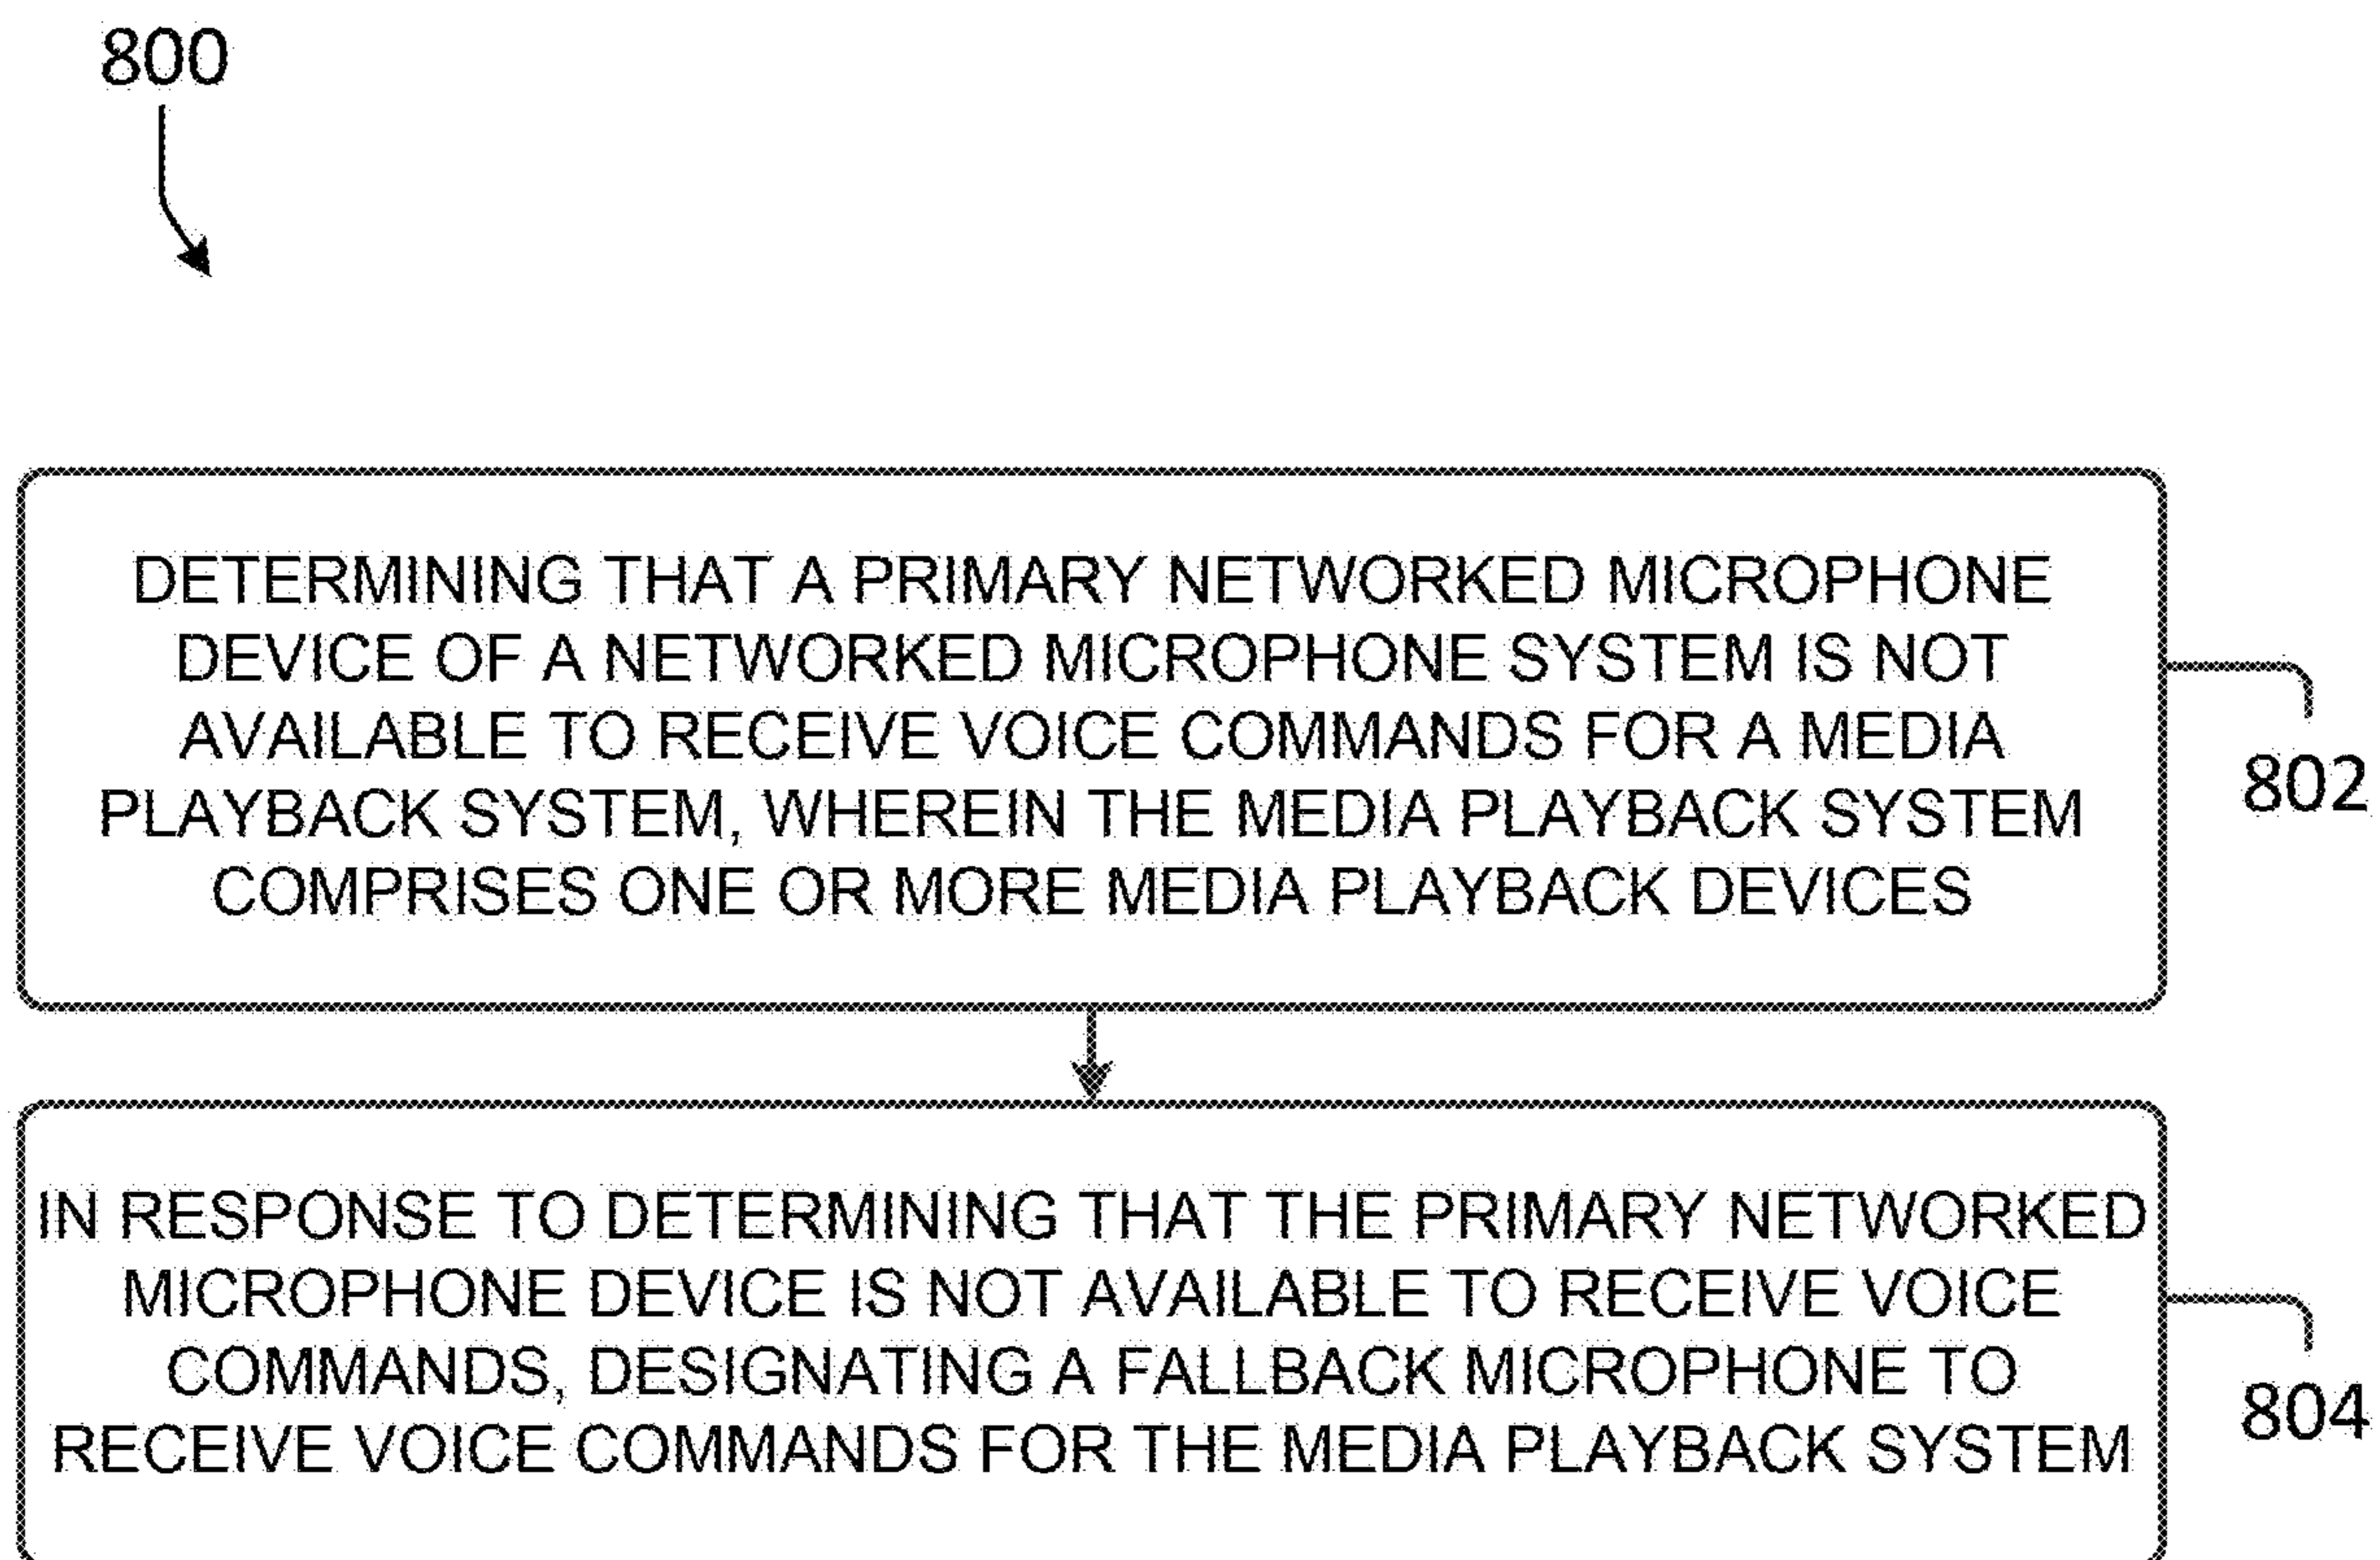 800
DETERMINING THAT A PRIMARY NETWORKED MICROPHONE
DEVICE OF A NETWORKED MICROPHONE SYSTEM IS NOT
AVAILABLE TO RECEIVE VOICE COMMANDS FOR A MEDIA
PLAYBACK SYSTEM, WHEREIN THE MEDIA PLAYBACK SYSTEM
COMPRISES ONE OR MORE MEDIA PLAYBACK DEVICES
802
IN RESPONSE TO DETERMINING THAT THE PRIMARY NETWORKED
MICROPHONE DEVICE IS NOT AVAILABLE TO RECEIVE VOICE
COMMANDS, DESIGNATING A FALLBACK MICROPHONE TO
RECEIVE VOICE COMMANDS FOR THE MEDIA PLAYBACK SYSTEM
804